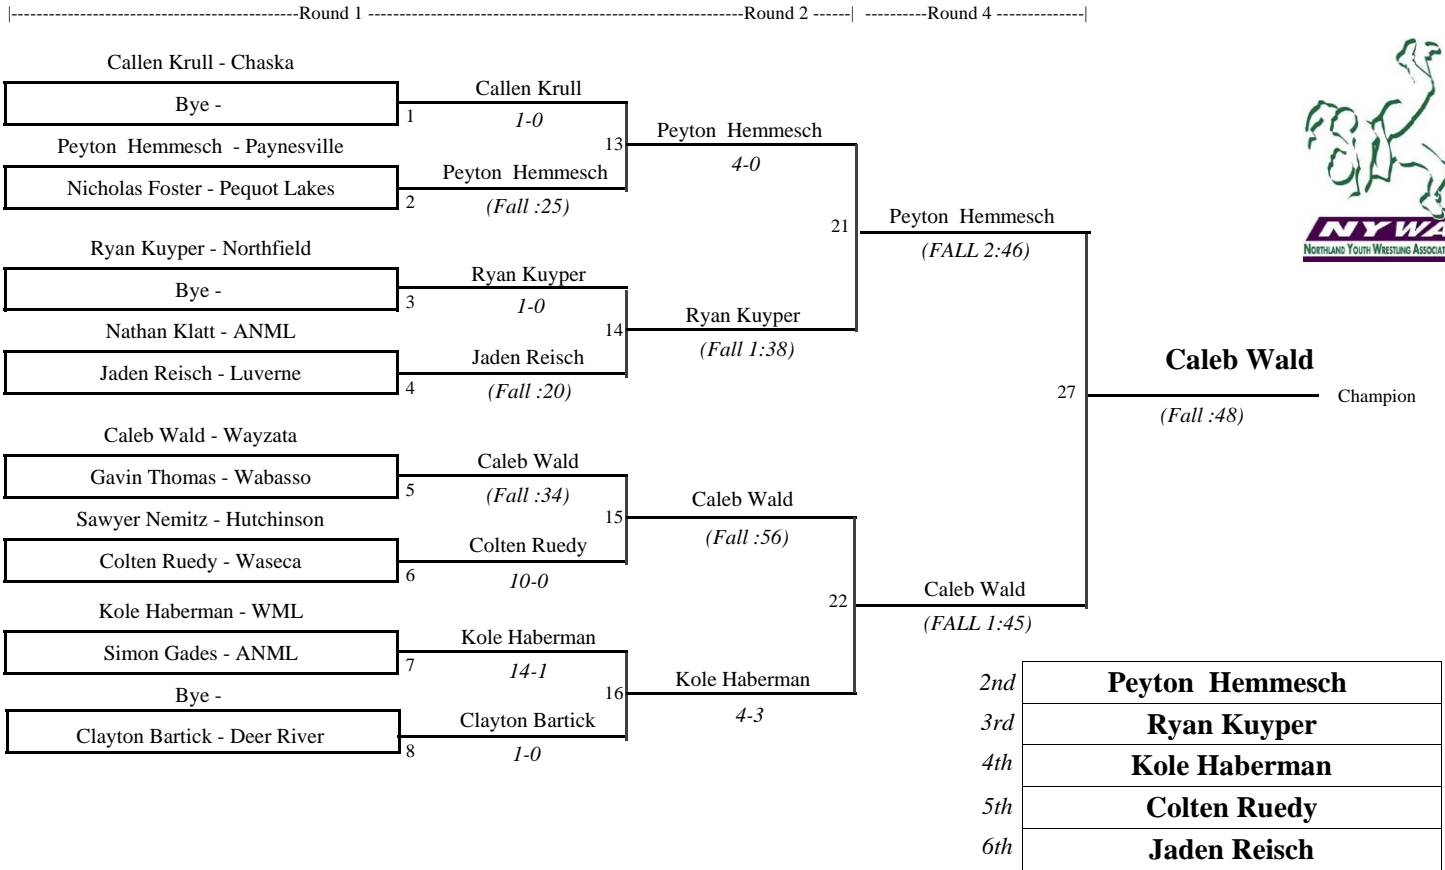 |----------------------------------------------Round 1 ------------------------------------------------------------Round 2 ------| ----------Round 4 --------------|
Callen Krull - Chaska
Bye -
1
Callen Krull
1-0
Peyton Hemmesch - Paynesville
Nicholas Foster - Pequot Lakes
2
Peyton Hemmesch
(Fall :25)
13
Peyton Hemmesch
4-0
Ryan Kuyper - Northfield
Bye -
3
Ryan Kuyper
1-0
Nathan Klatt - ANML
Jaden Reisch - Luverne
4
Jaden Reisch
(Fall :20)
14
Ryan Kuyper
(Fall 1:38)
21
Peyton Hemmesch
(FALL 2:46)
Caleb Wald - Wayzata
Gavin Thomas - Wabasso
5
Caleb Wald
(Fall :34)
Sawyer Nemitz - Hutchinson
Colten Ruedy - Waseca
6
Colten Ruedy
10-0
15
Caleb Wald
(Fall :56)
Kole Haberman - WML
Simon Gades - ANML
7
Kole Haberman
14-1
Bye -
Clayton Bartick - Deer River
8
Clayton Bartick
1-0
16
Kole Haberman
4-3
22
Caleb Wald
(FALL 1:45)
27
Caleb Wald
Champion
(Fall :48)
NYWA
NORTHLAND YOUTH WRESTLING ASSOCIAT
2nd Peyton Hemmesch
3rd Ryan Kuyper
4th Kole Haberman
5th Colten Ruedy
6th Jaden Reisch